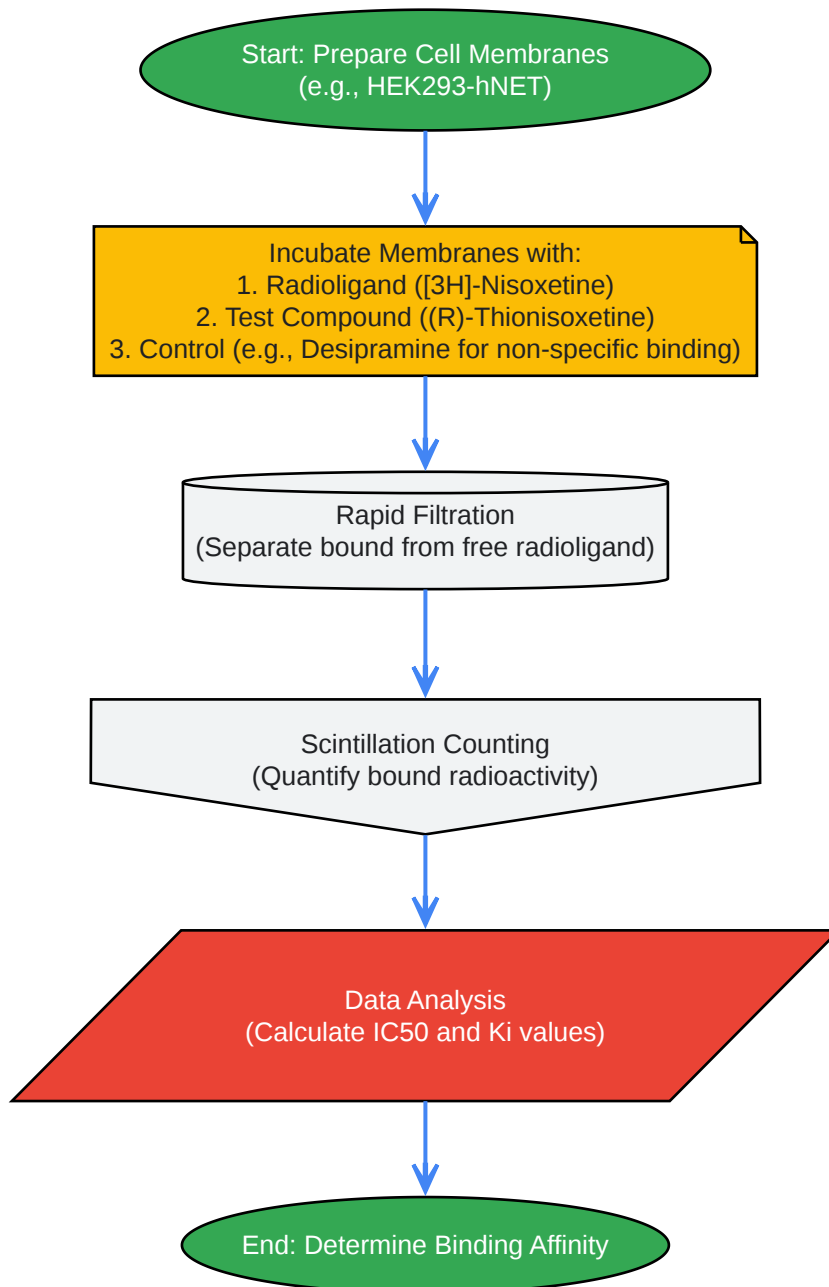 Start: Prepare Cell Membranes
(e.g., HEK293-hNET)
Incubate Membranes with:
1. Radioligand ([3H]-Nisoxetine)
2. Test Compound ((R)-Thionisoxetine)
3. Control (e.g., Desipramine for non-specific binding)
Rapid Filtration
(Separate bound from free radioligand)
Scintillation Counting
(Quantify bound radioactivity)
Data Analysis
(Calculate IC50 and Ki values)
End: Determine Binding Affinity